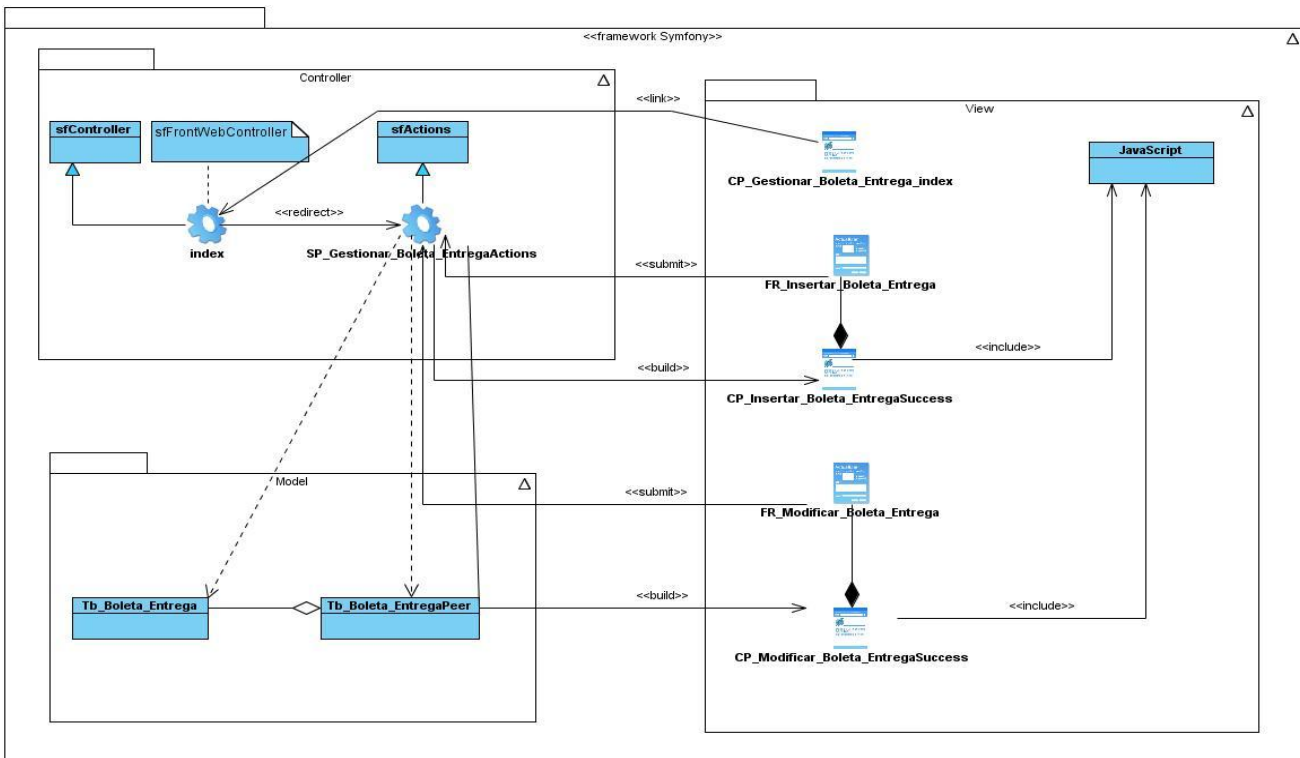 <<framework Symfony>>
Controller
sfController
sfFrontWebController
sfActions
<<redirect>>
index
SP_Gestionar_Boleta_EntregaActions
<<link>>
<<submit>>
<<build>>
<<submit>>
<<build>>
View
CP_Gestionar_Boleta_Entrega_index
JavaScript
FR_Insertar_Boleta_Entrega
<<include>>
CP_Insertar_Boleta_EntregaSuccess
FR_Modificar_Boleta_Entrega
<<include>>
CP_Modificar_Boleta_EntregaSuccess
Model
Tb_Boleta_Entrega
Tb_Boleta_EntregaPeer